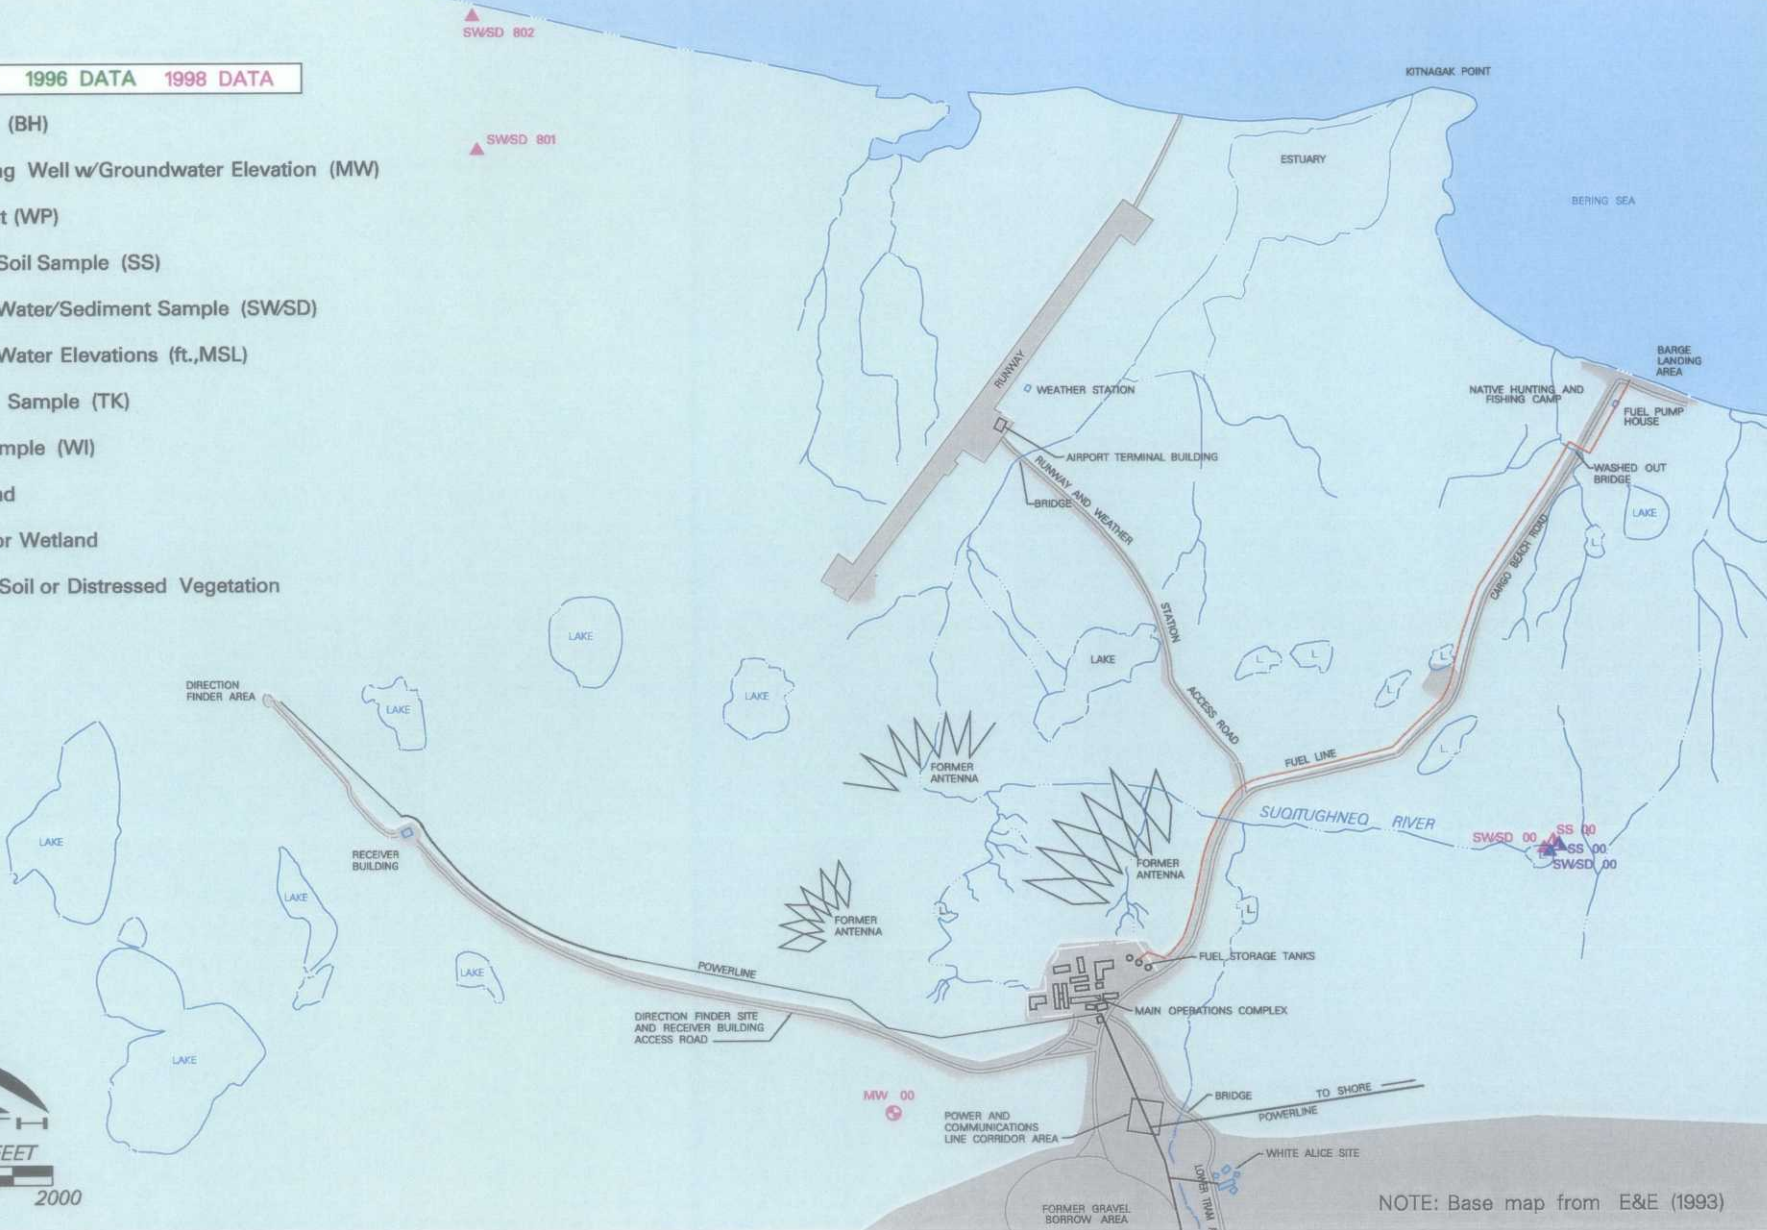 SW/SD 802
1996 DATA 1998 DATA
(BH)
Well w/Groundwater Elevation (MW)
(WP)
Soil Sample (SS)
Water/Sediment Sample (SW/SD)
Water Elevations (ft.,MSL)
Sample (TK)
(WI)
or Wetland
Soil or Distressed Vegetation
SW/SD 801
KITNAGAK POINT
ESTUARY
BERING SEA
RUNWAY
WEATHER STATION
AIRPORT TERMINAL BUILDING
BRIDGE
RUNWAY AND WEATHER
STATION
ACCESS ROAD
BARGE
LANDING
AREA
NATIVE HUNTING AND
FISHING CAMP
FUEL PUMP
HOUSE
WASHED OUT
BRIDGE
LAKE
L
CARGO BEACH ROAD
LAKE
LAKE
L
L
L
L
L
DIRECTION
FINDER AREA
LAKE
LAKE
FORMER
ANTENNA
FUEL LINE
SUQITUGHNEQ RIVER
SW/SD 00
SS 00
SS 00
SW/SD 00
LAKE
RECEIVER
BUILDING
LAKE
FORMER
ANTENNA
FORMER
ANTENNA
L
L
LAKE
POWERLINE
FUEL STORAGE TANKS
MAIN OPERATIONS COMPLEX
DIRECTION FINDER SITE
AND RECEIVER BUILDING
ACCESS ROAD
LAKE
MW 00
POWER AND
COMMUNICATIONS
LINE CORRIDOR AREA
BRIDGE
TO SHORE
POWERLINE
WHITE ALICE SITE
LOWER TRAM
FORMER GRAVEL
BORROW AREA
FEET
2000
NOTE: Base map from E&E (1993)